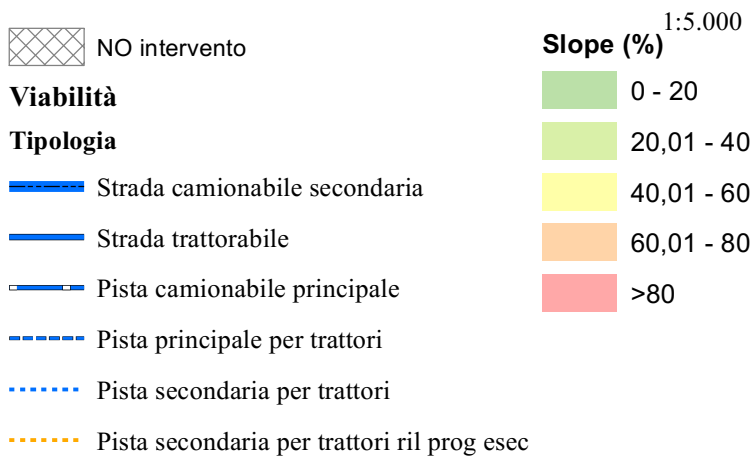 1:5.000
NO intervento
Viabilità
Tipologia
Strada camionabile secondaria
Strada trattorabile
Pista camionabile principale
Pista principale per trattori
Pista secondaria per trattori
Pista secondaria per trattori ril prog esec
Slope (%)
0 - 20
20,01 - 40
40,01 - 60
60,01 - 80
>80